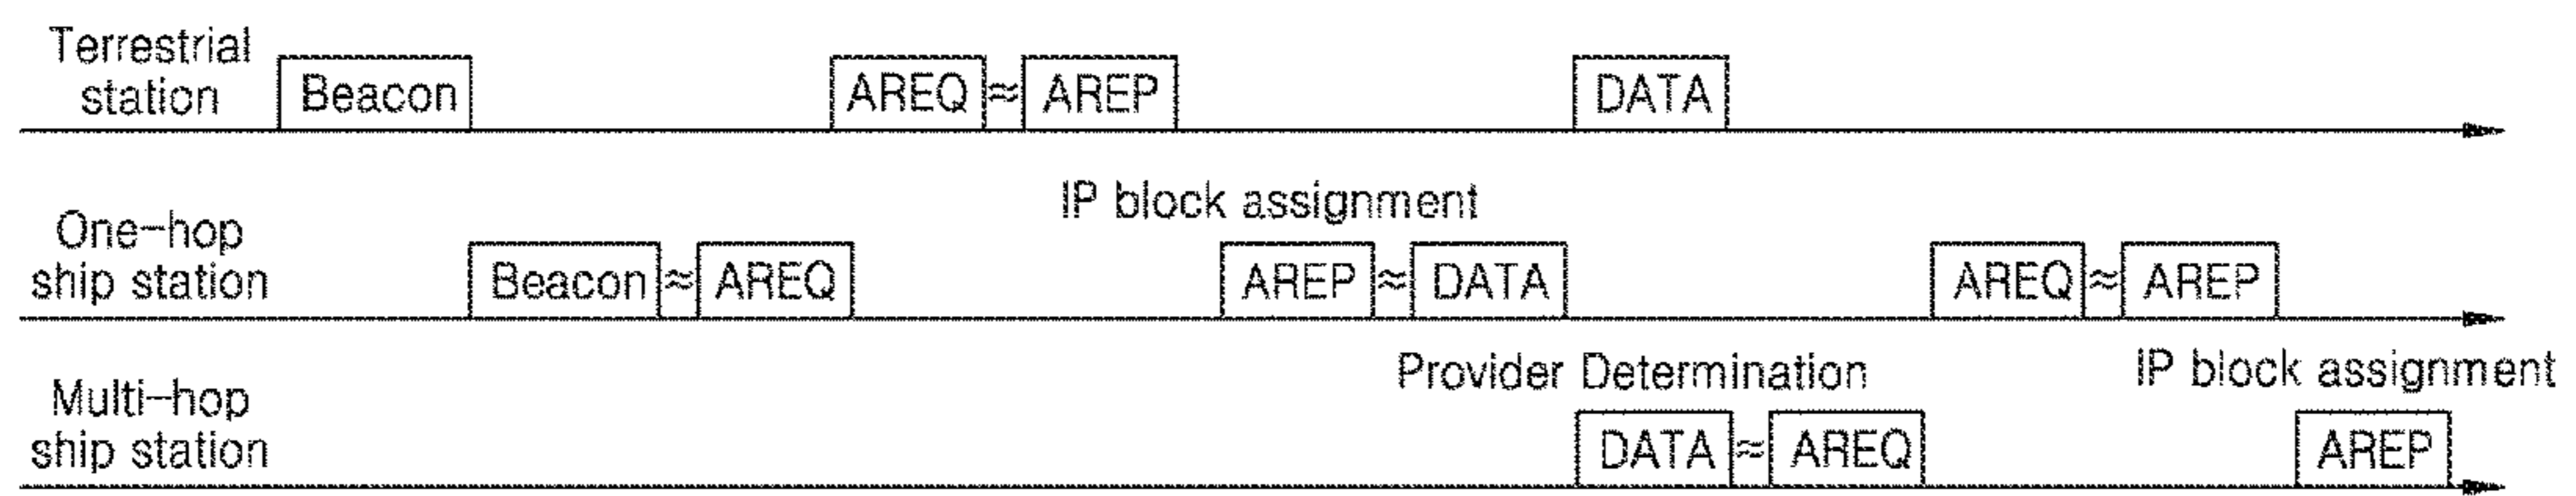 Terrestrial
station
Beacon
AREQ ≈ AREP
DATA
IP block assignment
One-hop
ship station
Beacon ≈ AREQ
AREP ≈ DATA
AREQ ≈ AREP
Provider Determination
IP block assignment
Multi-hop
ship station
DATA ≈ AREQ
AREP